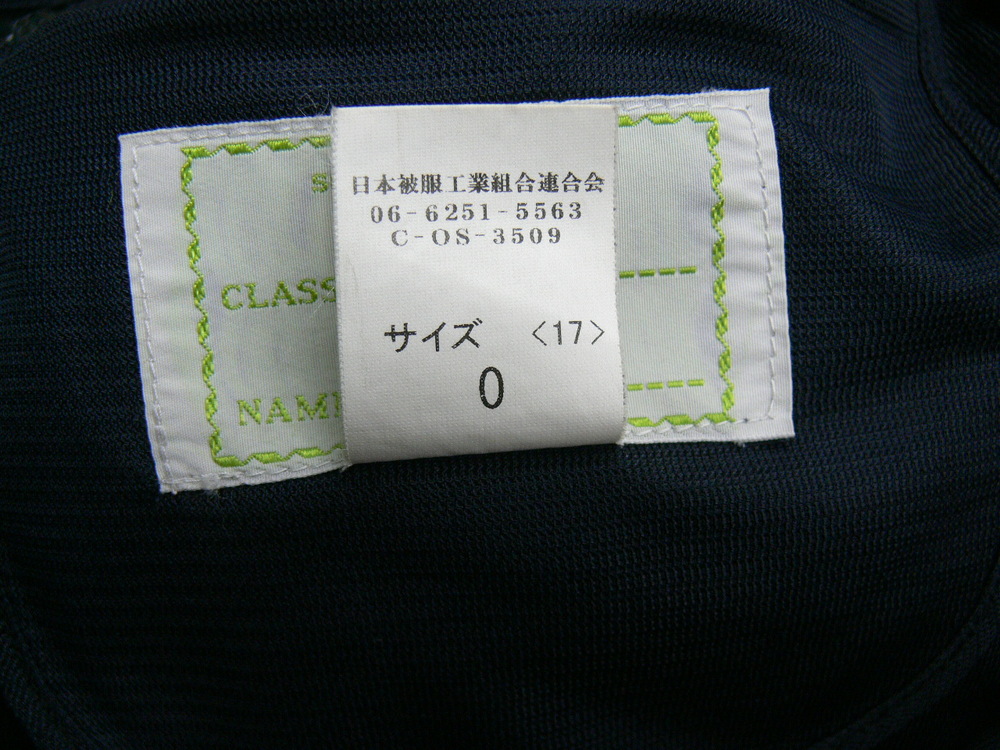 日本被服工業組合連合会
06-6251-5563
C-OS-3509
CLASS
サイズ <17>
0